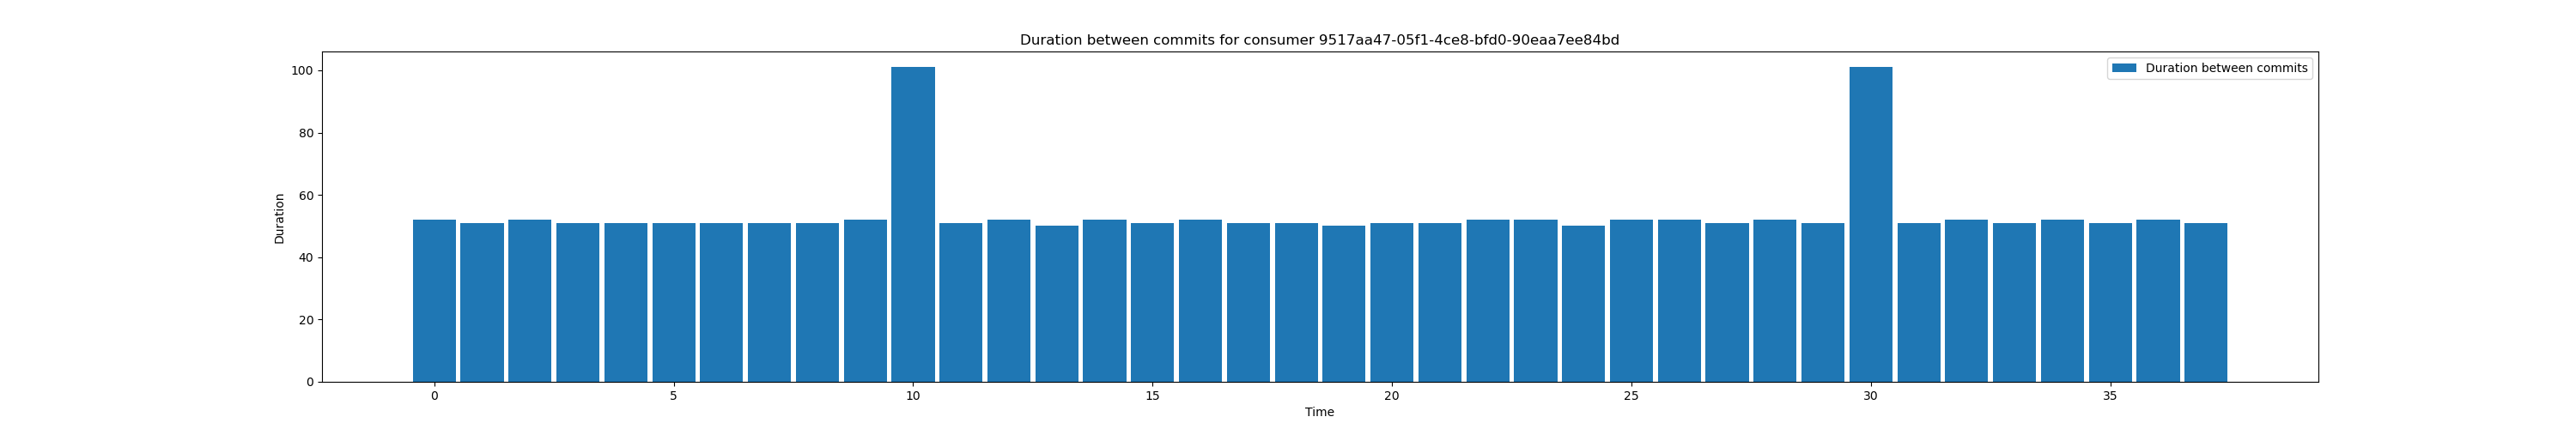 Duration between commits for consumer 9517aa47-05f1-4ce8-bfd0-90eaa7ee84bd
Duration between commits
100
80
60
40
20
0
Duration
0 5 10 15 20 25 30 35
Time